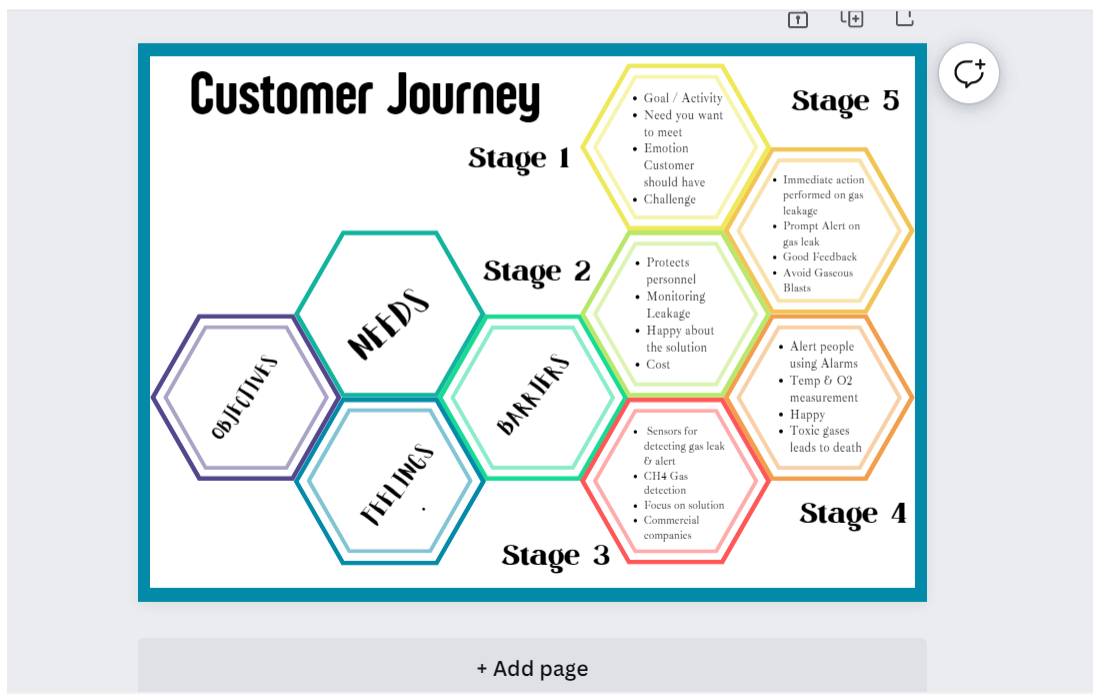 Customer Journey
Stage 1
• Goal / Activity
• Need you want
to meet
• Emotion
Customer
should have
• Challenge
Stage 5
• Immediate action
performed on gas
leakage
• Prompt Alert on
gas leak
• Good Feedback
• Avoid Gaseous
Blasts
Stage 2
• Protects
personnel
• Monitoring
Leakage
• Happy about
the solution
• Cost
NEEDS
OBJECTIVES
BARRIERS
FEELINGS
.
• Alert people
using Alarms
• Temp & O2
measurement
• Happy
• Toxic gases
leads to death
Stage 4
• Sensors for
detecting gas leak
& alert
• CH4 Gas
detection
• Focus on solution
• Commercial
companies
Stage 3
+ Add page